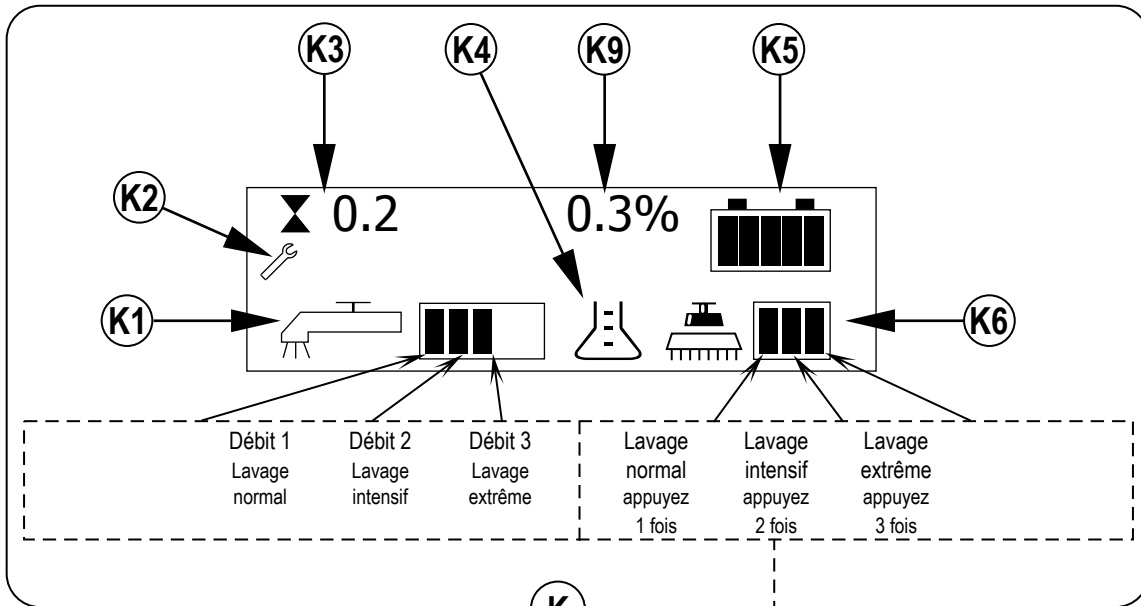 K3
K4
K9
K5
K2
0.2
0.3%
K1
K6
Débit 1
Lavage
normal
Débit 2
Lavage
intensif
Débit 3
Lavage
extrême
Lavage
normal
appuyez
1 fois
Lavage
intensif
appuyez
2 fois
Lavage
extrême
appuyez
3 fois
K